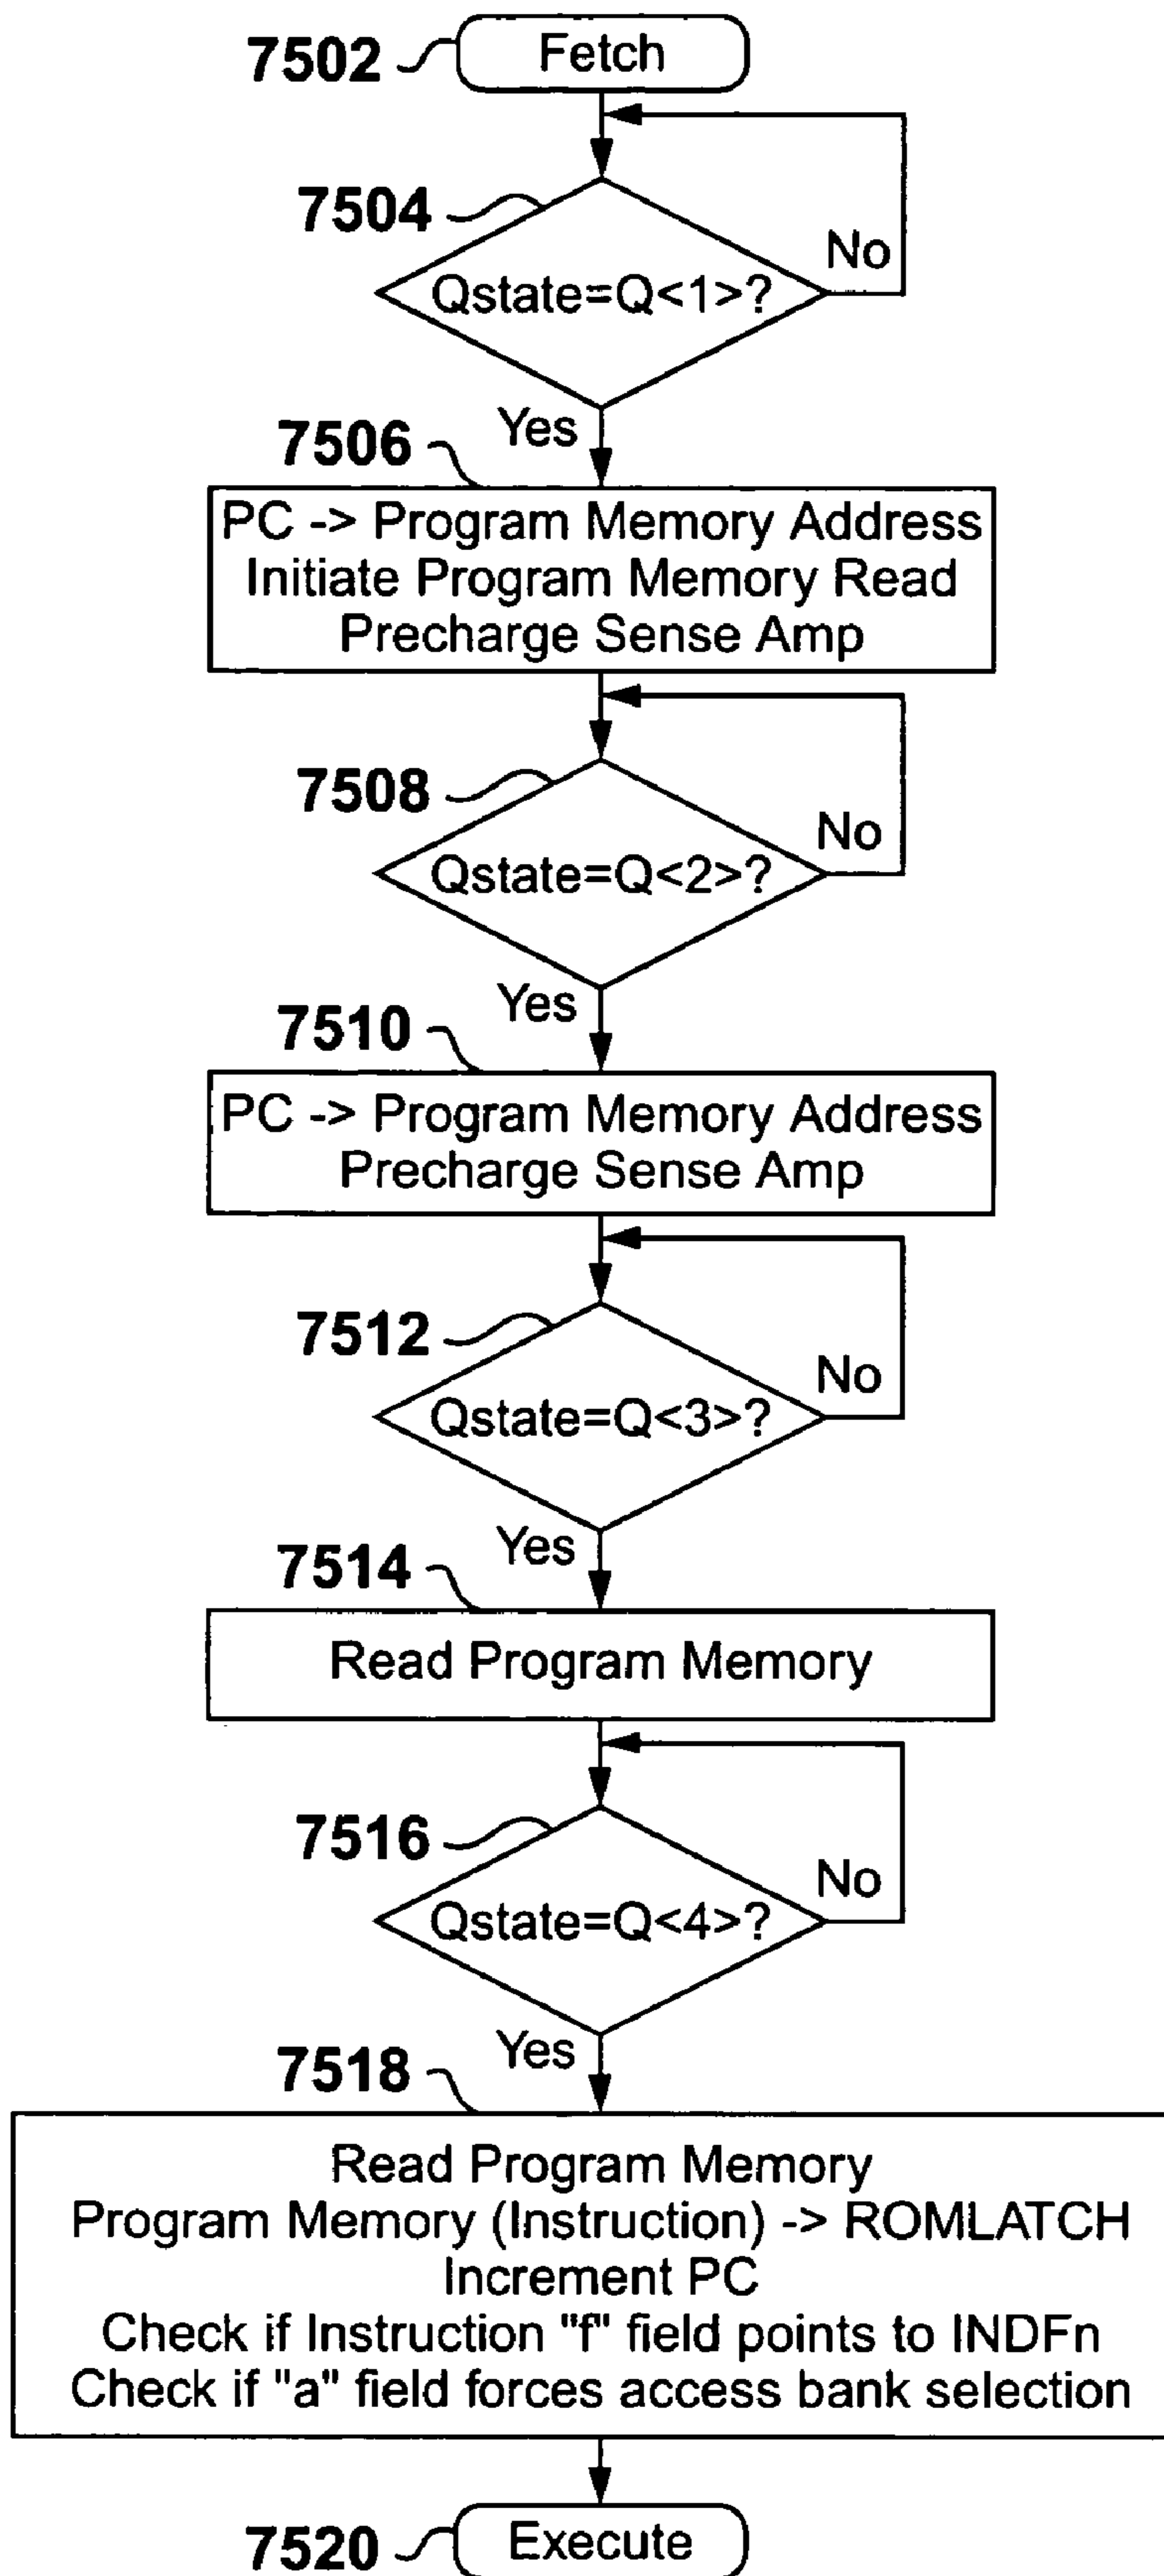 7502 Fetch
7504
No
Qstate=Q<1>?
Yes
7506
PC -> Program Memory Address
Initiate Program Memory Read
Precharge Sense Amp
7508
No
Qstate=Q<2>?
Yes
7510
PC -> Program Memory Address
Precharge Sense Amp
7512
No
Qstate=Q<3>?
Yes
7514
Read Program Memory
7516
No
Qstate=Q<4>?
Yes
7518
Read Program Memory
Program Memory (Instruction) -> ROMLATCH
Increment PC
Check if Instruction "f" field points to INDFn
Check if "a" field forces access bank selection
7520 Execute